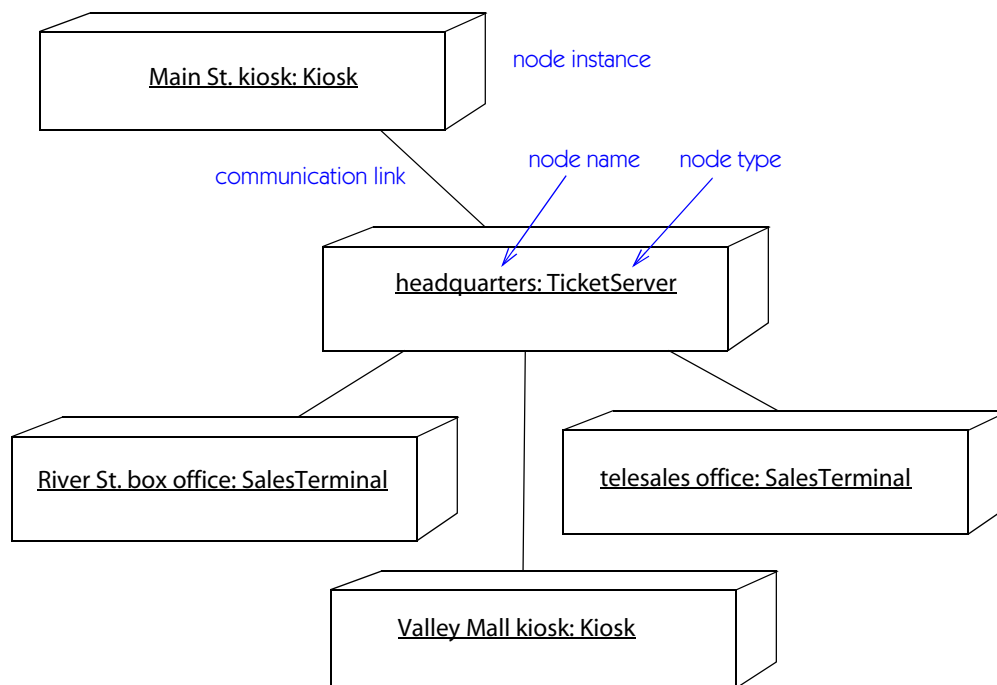 Main St. kiosk: Kiosk
node instance
communication link
node name
node type
headquarters: TicketServer
River St. box office: SalesTerminal
telesales office: SalesTerminal
Valley Mall kiosk: Kiosk